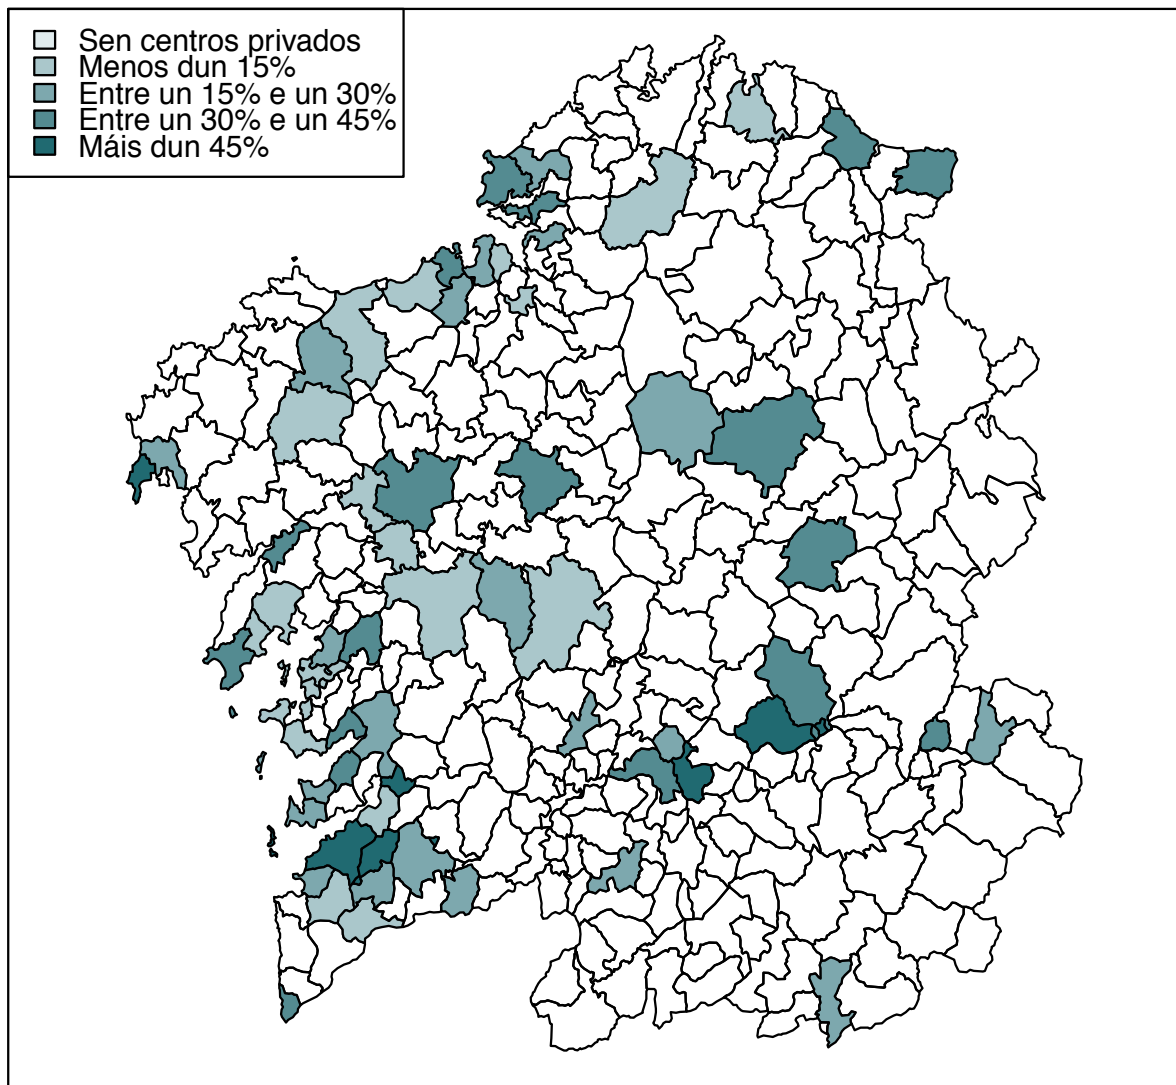 Sen centros privados
Menos dun 15%
Entre un 15% e un 30%
Entre un 30% e un 45%
Máis dun 45%